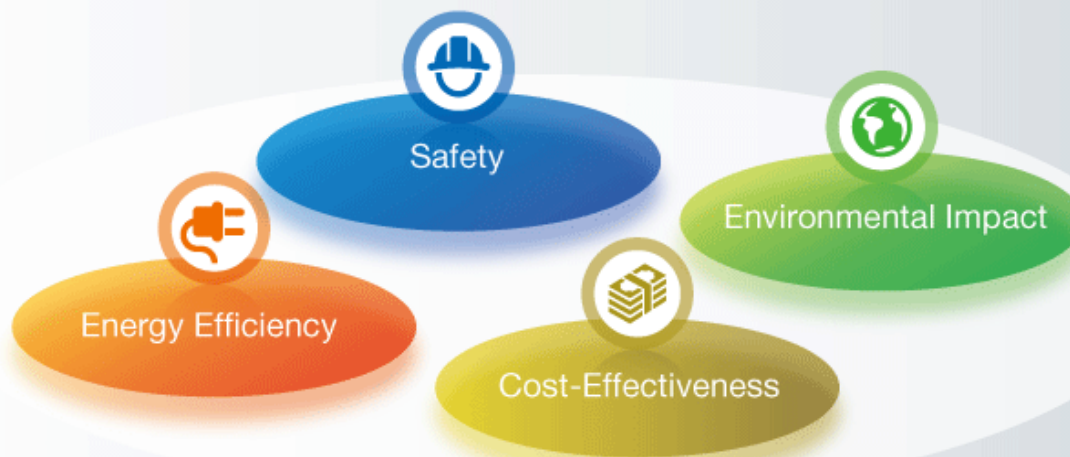 Safety
Environmental Impact
Energy Efficiency
Cost-Effectiveness